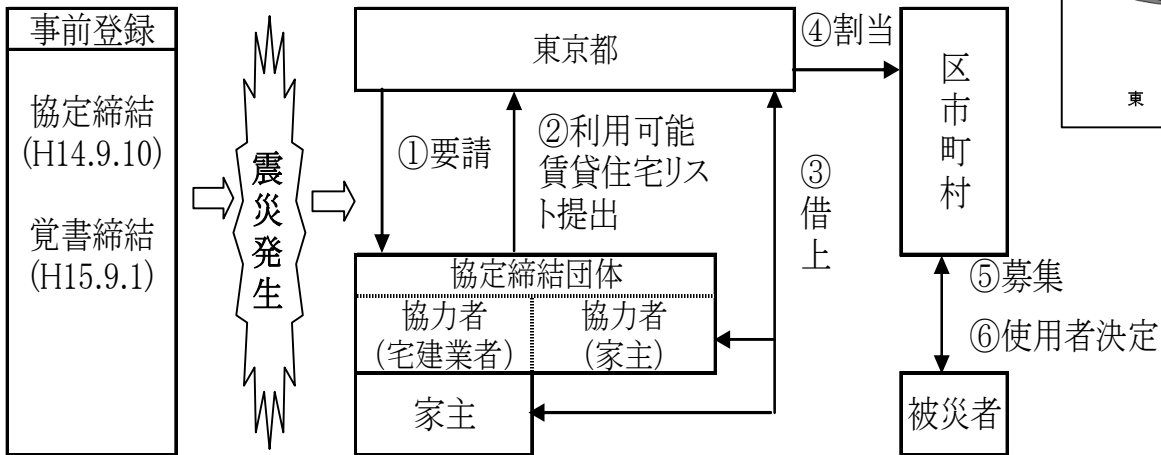 事前登録
協定締結
(H14.9.10)
覚書締結
(H15.9.1)
震災発生
東京都
①要請
②利用可能
賃貸住宅リス
ト提出
③借上
④割当
区市町村
協定締結団体
協力者
(宅建業者)
協力者
(家主)
家主
⑤募集
⑥使用者決定
被災者
東